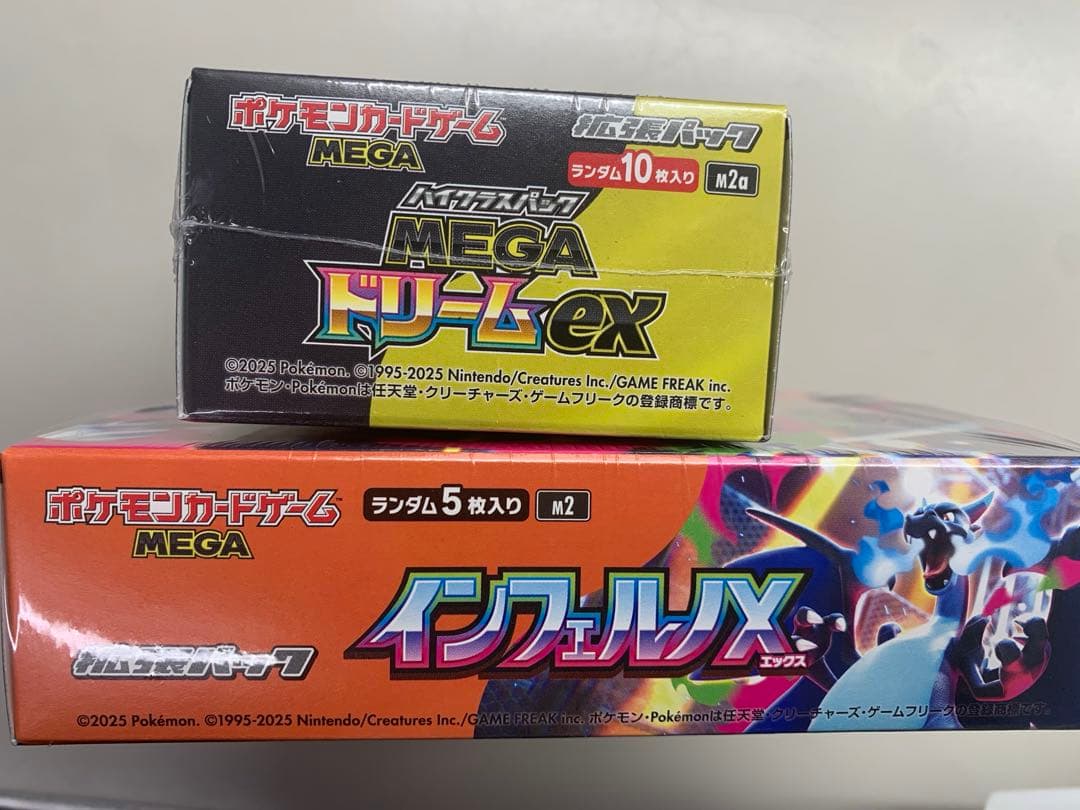 ポケモンカードゲーム
MEGA
拡張パック
ランダム10枚入り
M2a
ハイクラスパック
MEGA
ドリームex
©2025 Pokémon. ©1995-2025 Nintendo/Creatures Inc./GAME FREAK inc.
ポケモン・Pokémonは任天堂・クリーチャーズ・ゲームフリークの登録商標です。
ポケモンカードゲーム™
MEGA
ランダム5枚入り
M2
インフェルノX
エックス
拡張パック
©2025 Pokémon. ©1995-2025 Nintendo/Creatures Inc./GAME FREAK inc. ポケモン・Pokémonは任天堂・クリーチャーズ・ゲームフリークの登録商標です。